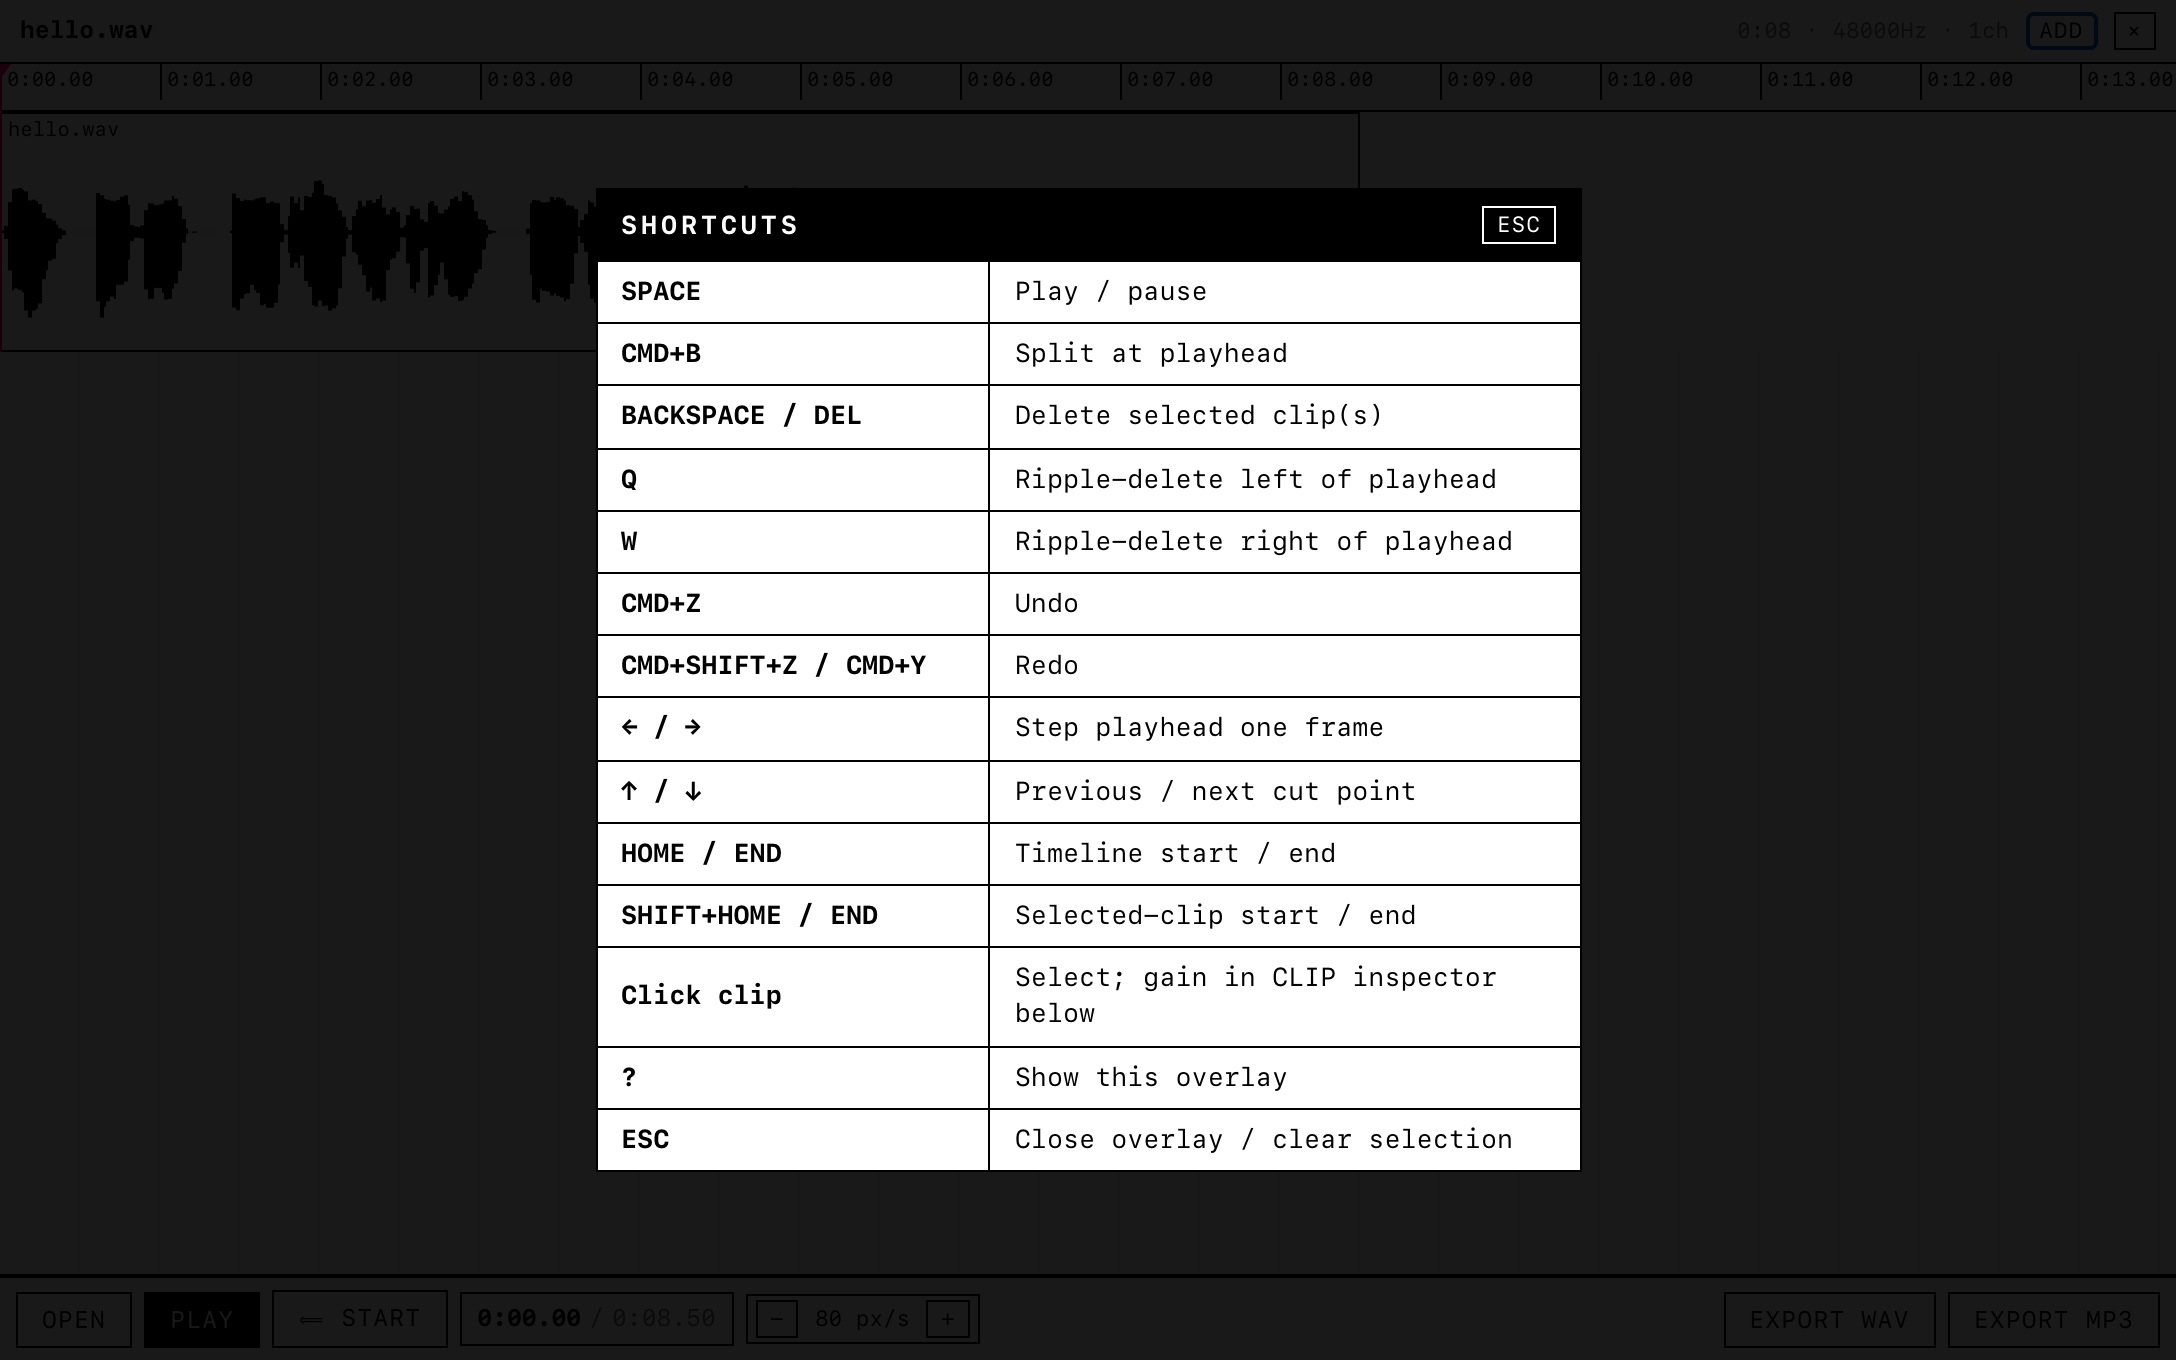 hello.wav
0:08 · 48000Hz · 1ch ADD ×
0:00.00 0:01.00 0:02.00 0:03.00 0:04.00 0:05.00 0:06.00 0:07.00 0:08.00 0:09.00 0:10.00 0:11.00 0:12.00 0:13.00
hello.wav
SHORTCUTS ESC
SPACE Play / pause
CMD+B Split at playhead
BACKSPACE / DEL Delete selected clip(s)
Q Ripple-delete left of playhead
W Ripple-delete right of playhead
CMD+Z Undo
CMD+SHIFT+Z / CMD+Y Redo
← / → Step playhead one frame
↑ / ↓ Previous / next cut point
HOME / END Timeline start / end
SHIFT+HOME / END Selected-clip start / end
Click clip Select; gain in CLIP inspector
below
? Show this overlay
ESC Close overlay / clear selection
OPEN PLAY ⟸ START 0:00.00 / 0:08.50 − 80 px/s + EXPORT WAV EXPORT MP3